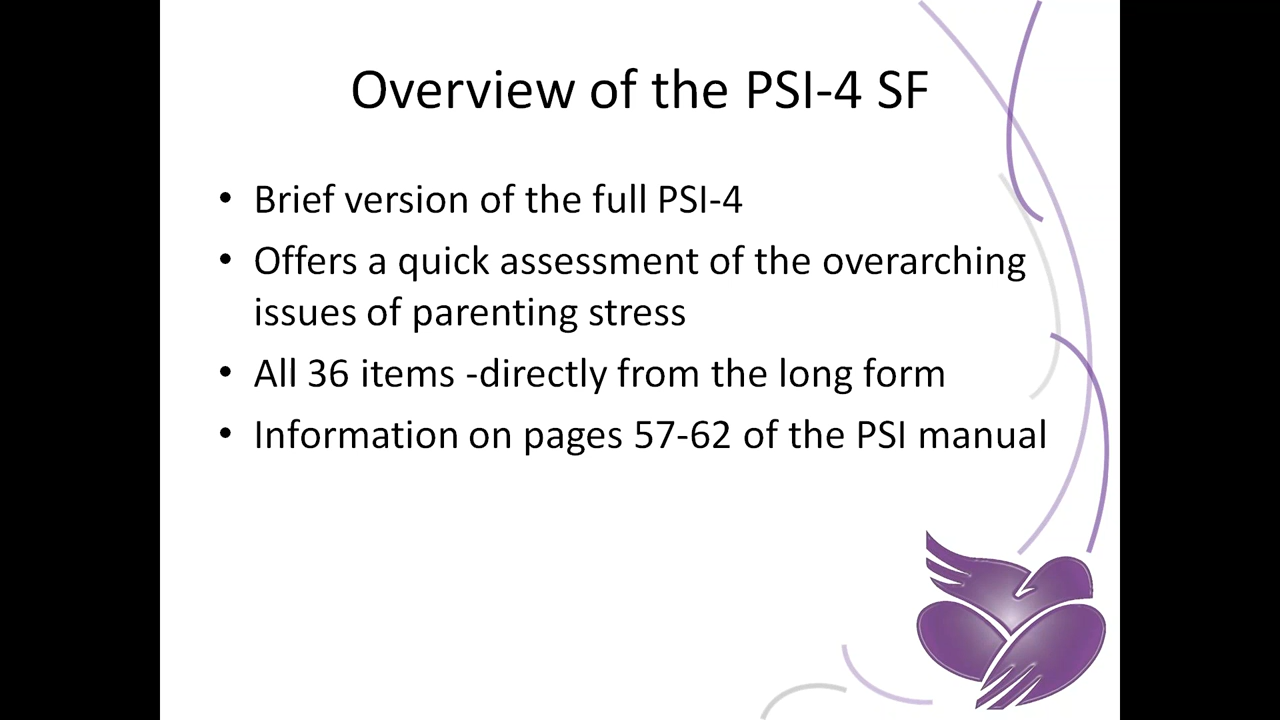 Overview of the PSI-4 SF
• Brief version of the full PSI-4
• Offers a quick assessment of the overarching
issues of parenting stress
• All 36 items -directly from the long form
• Information on pages 57-62 of the PSI manual